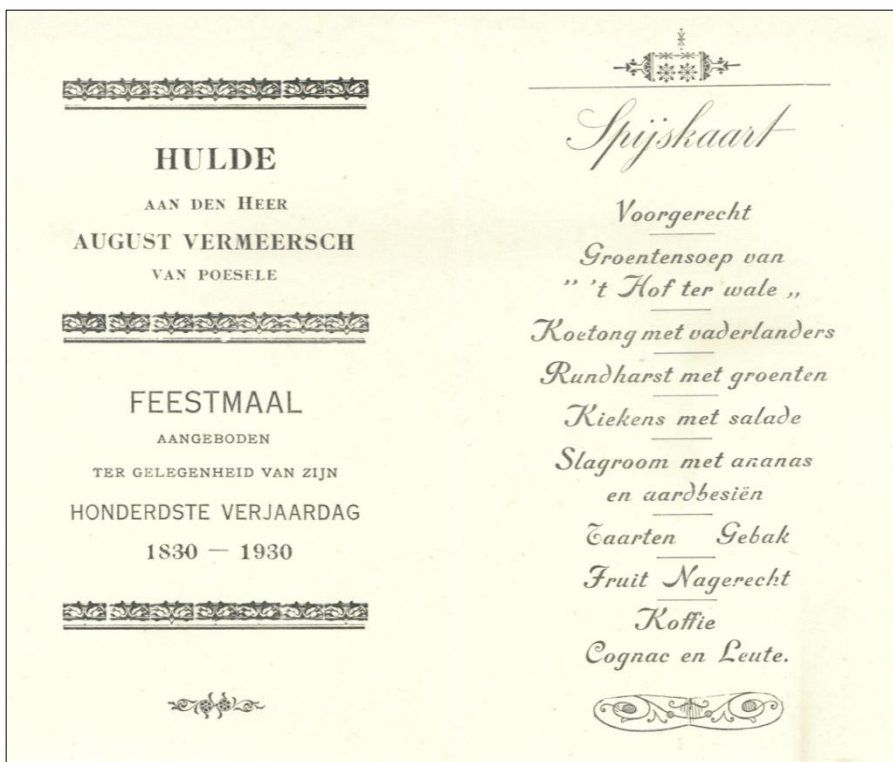 HULDE
AAN DEN HEER
AUGUST VERMEERSCH
VAN POESELE
FEESTMAAL
AANGEBODEN
TER GELEGENHEID VAN ZIJN
HONDERDSTE VERJAARDAG
1830 — 1930
Spijskaart
Voorgerecht
Groentensoep van
" 't Hof ter wale „
Koetong met vaderlanders
Rundharst met groenten
Kiekens met salade
Slagroom met ananas
en aardbesiën
Taarten Gebak
Fruit Nagerecht
Koffie
Cognac en Leute.